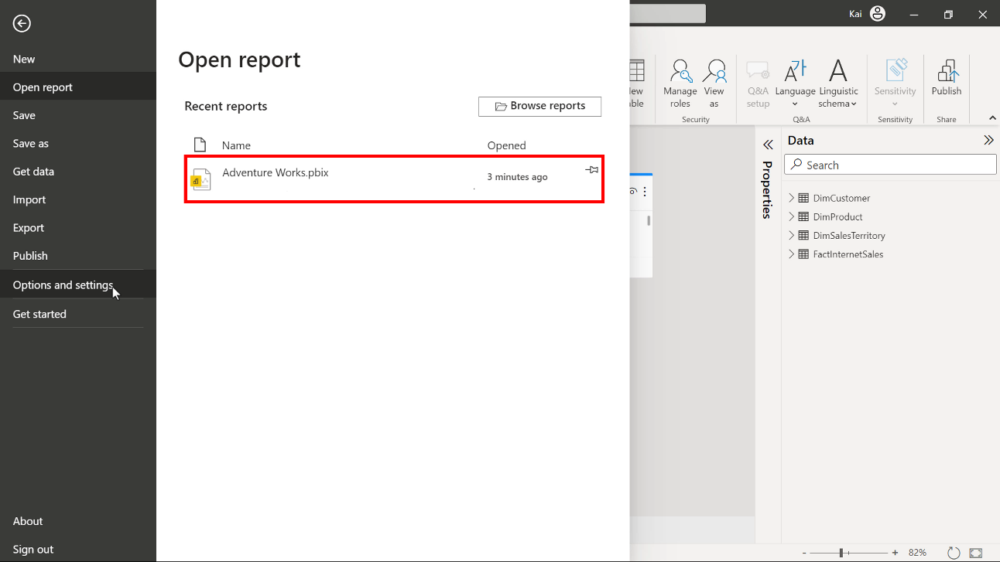 New
Open report
Save
Save as
Get data
Import
Export
Publish
Options and settings
Get started
About
Sign out
Open report
Recent reports
Browse reports
Name Opened
Adventure Works.pbix
3 minutes ago
Kai
Manage roles
View as
Security
Q&A setup
Language
Linguistic schema
Q&A
Sensitivity
Sensitivity
Publish
Share
Properties
Data
Search
DimCustomer
DimProduct
DimSalesTerritory
FactInternetSales
- + 82%